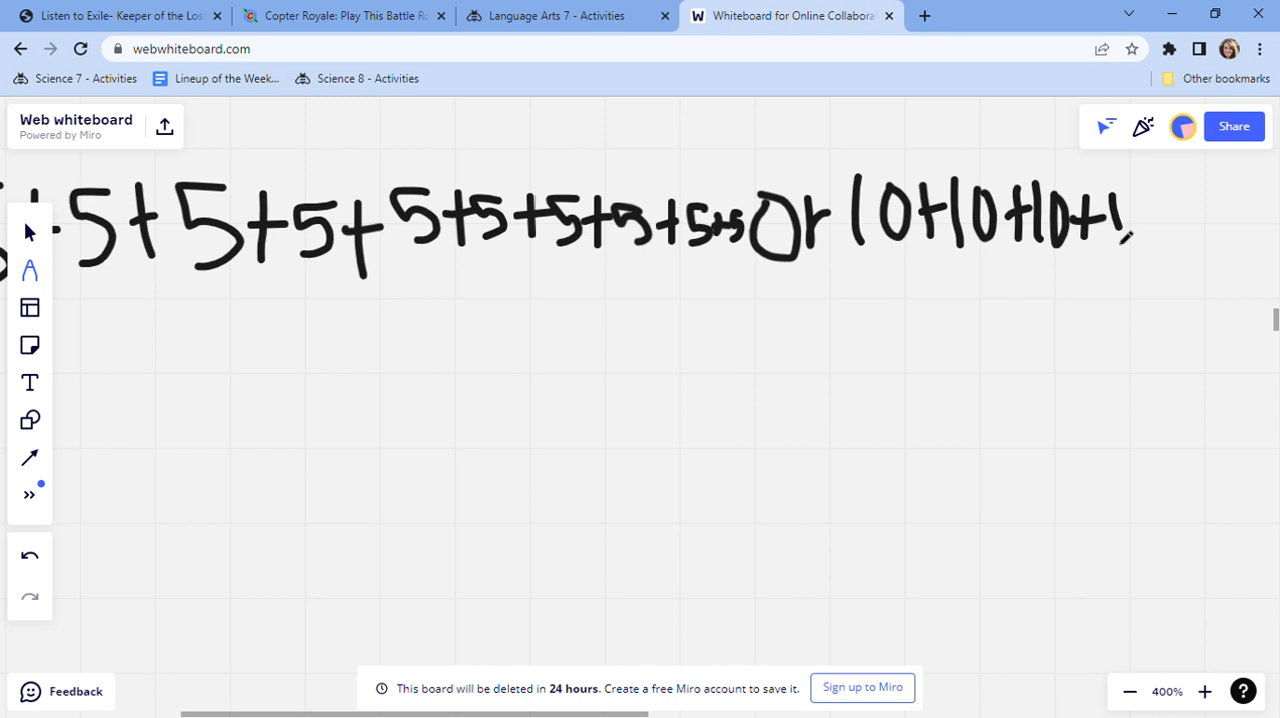 Listen to Exile- Keeper of the Los
Copter Royale: Play This Battle Ro
Language Arts 7 - Activities
Whiteboard for Online Collabora
webwhiteboard.com
Science 7 - Activities
Lineup of the Week...
Science 8 - Activities
Other bookmarks
Web whiteboard
Powered by Miro
Share
+5+5+5+5+5+5+5+5+5 Or 10+10+10+1
T
Feedback
This board will be deleted in 24 hours. Create a free Miro account to save it.
Sign up to Miro
400%